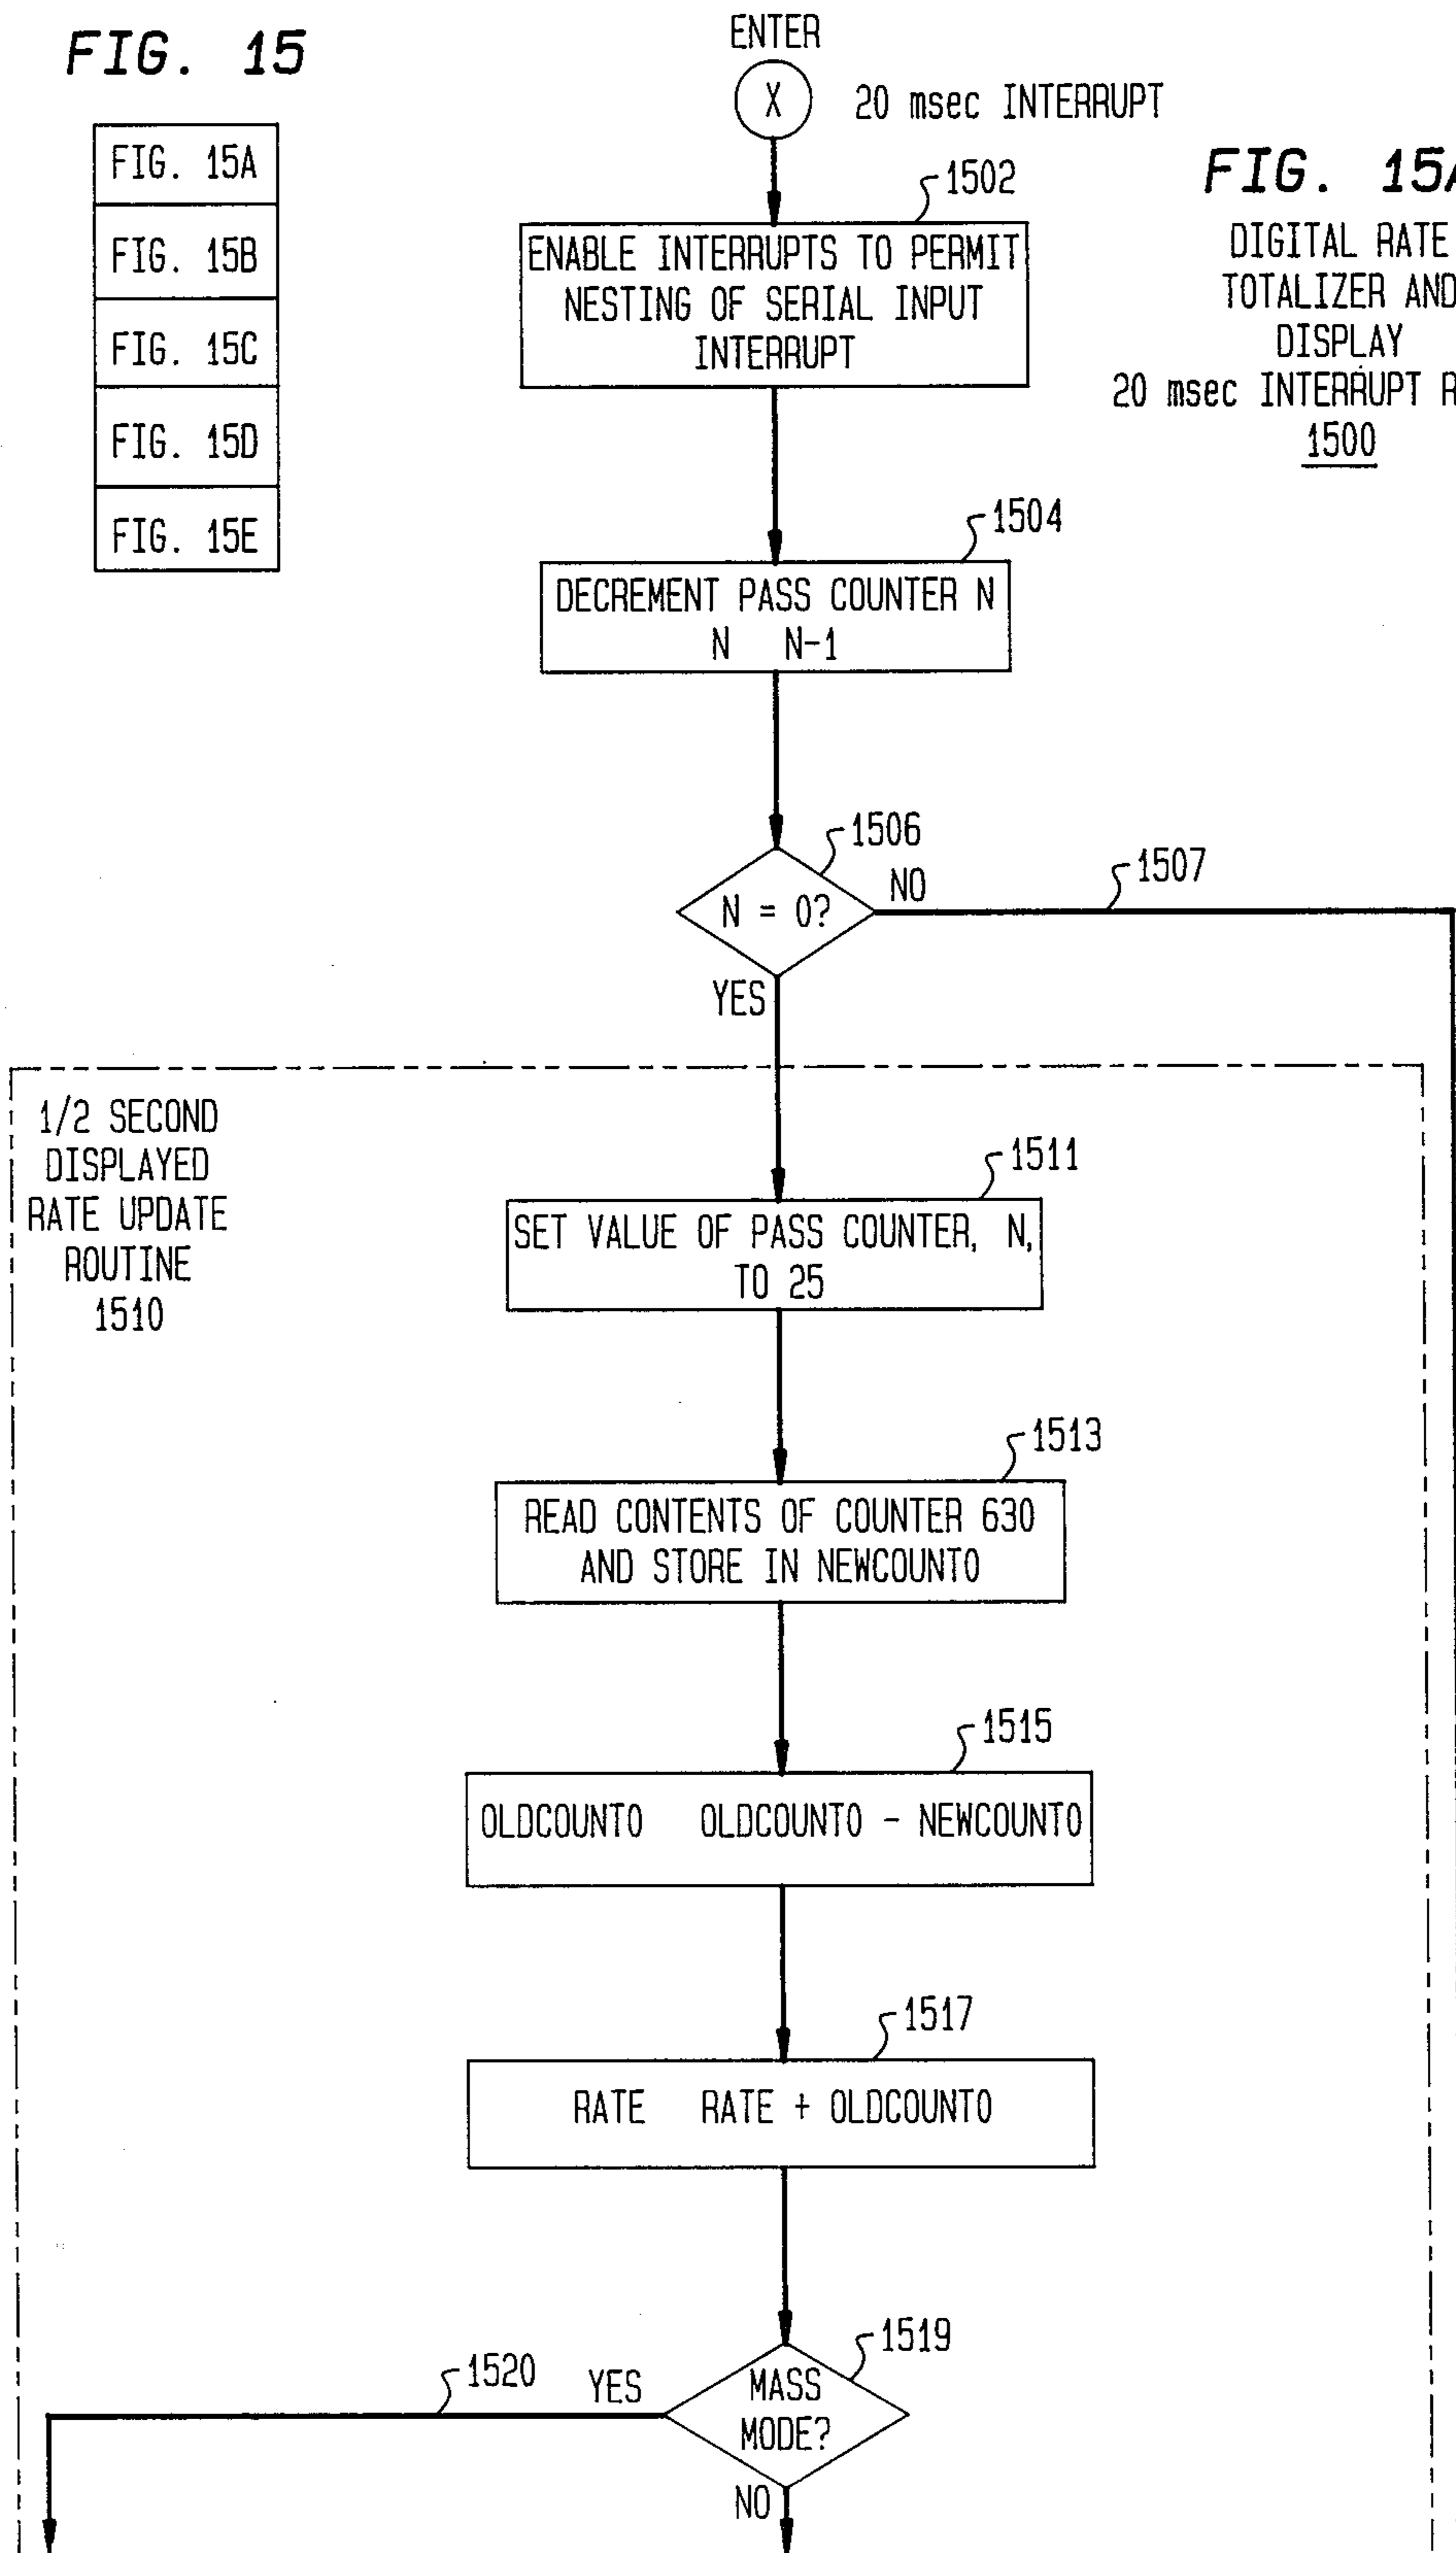 FIG. 15
FIG. 15A
FIG. 15B
FIG. 15C
FIG. 15D
FIG. 15E
ENTER
X
20 msec INTERRUPT
FIG. 15A
DIGITAL RATE
TOTALIZER AND
DISPLAY
20 msec INTERRUPT R
1500
1502
ENABLE INTERRUPTS TO PERMIT
NESTING OF SERIAL INPUT
INTERRUPT
1504
DECREMENT PASS COUNTER N
N N-1
1506
N = 0?
NO
1507
YES
1/2 SECOND
DISPLAYED
RATE UPDATE
ROUTINE
1510
1511
SET VALUE OF PASS COUNTER, N,
TO 25
1513
READ CONTENTS OF COUNTER 630
AND STORE IN NEWCOUNT0
1515
OLDCOUNT0 OLDCOUNT0 - NEWCOUNT0
1517
RATE RATE + OLDCOUNT0
1519
MASS
MODE?
YES
1520
NO